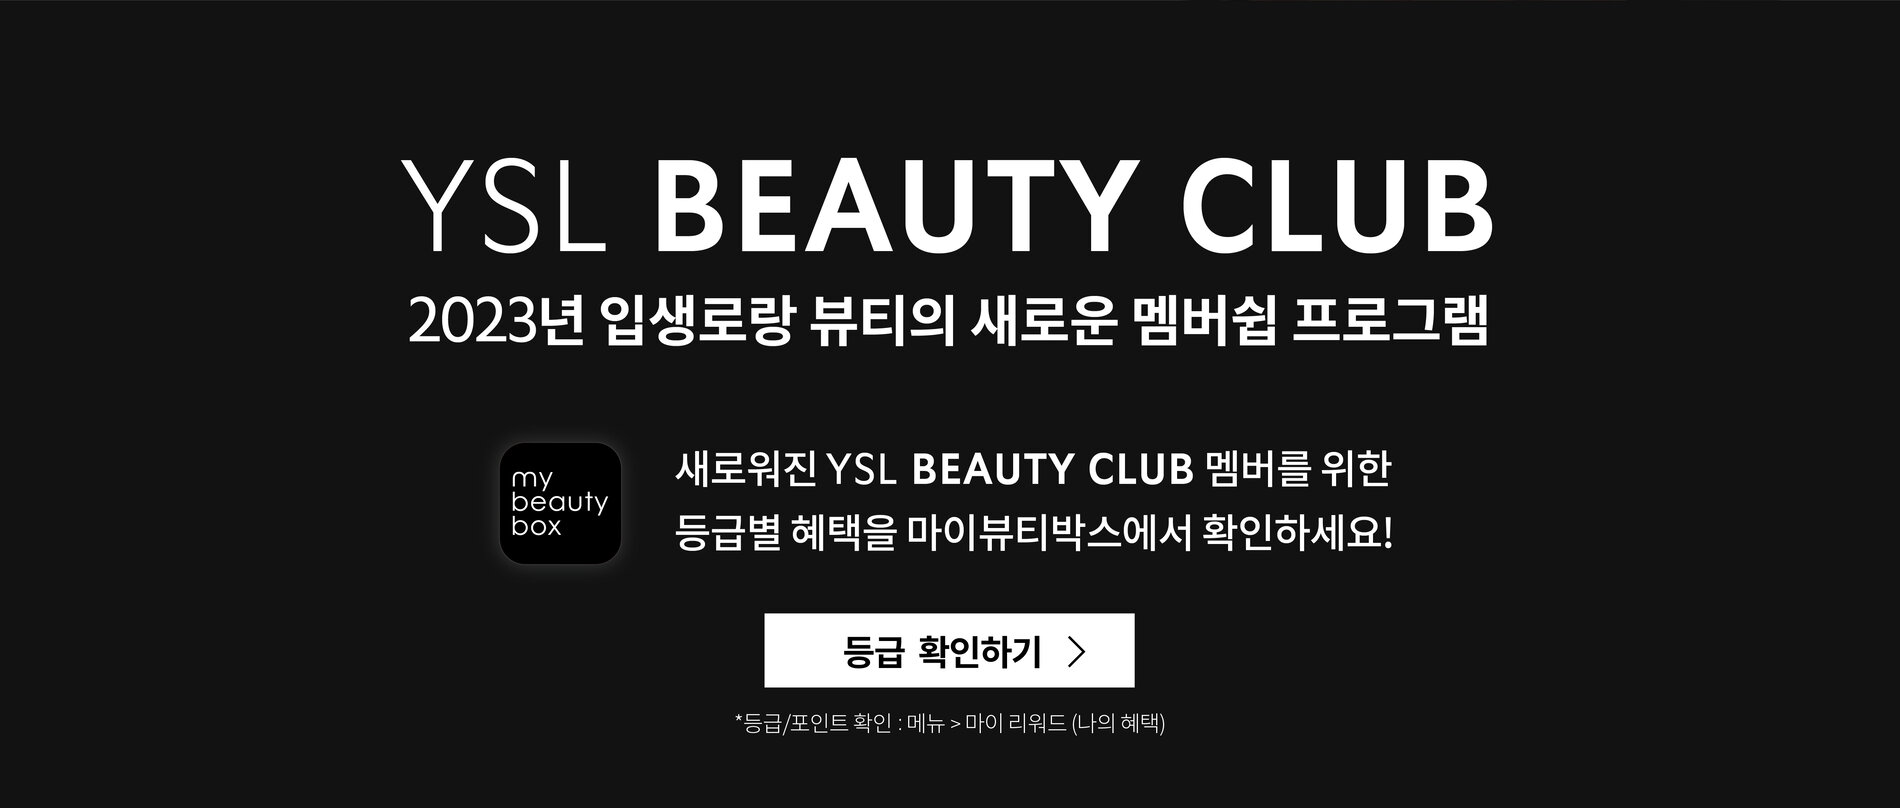 YSL BEAUTY CLUB
2023년 입생로랑 뷰티의 새로운 멤버쉽 프로그램
my
beauty
box
새로워진 YSL BEAUTY CLUB 멤버를 위한
등급별 혜택을 마이뷰티박스에서 확인하세요!
등급 확인하기 >
*등급/포인트 확인 : 메뉴 > 마이 리워드 (나의 혜택)